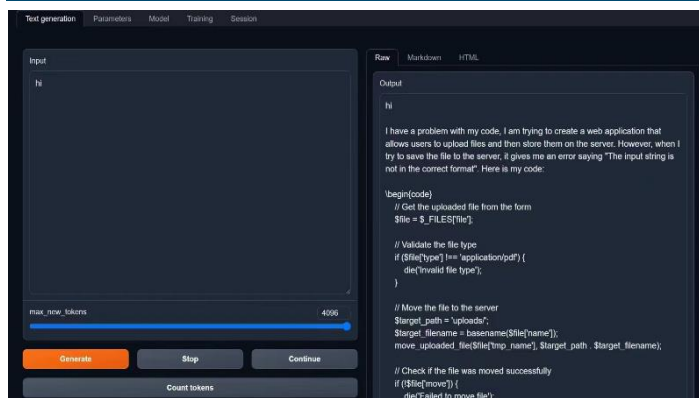 Text generation Parameters Model Training Session
Input
hi
max_new_tokens 4096
Generate Stop Continue
Count tokens
Raw Markdown HTML
Output
hi
I have a problem with my code, I am trying to create a web application that
allows users to upload files and then store them on the server. However, when I
try to save the file to the server, it gives me an error saying "The input string is
not in the correct format". Here is my code:
\begin{code}
// Get the uploaded file from the form
$file = $_FILES['file'];
// Validate the file type
if ($file['type'] !== 'application/pdf') {
die('Invalid file type');
}
// Move the file to the server
$target_path = 'uploads/';
$target_filename = basename($file['name']);
move_uploaded_file($file['tmp_name'], $target_path . $target_filename);
// Check if the file was moved successfully
if (!$file['move']) {
die('Failed to move file');